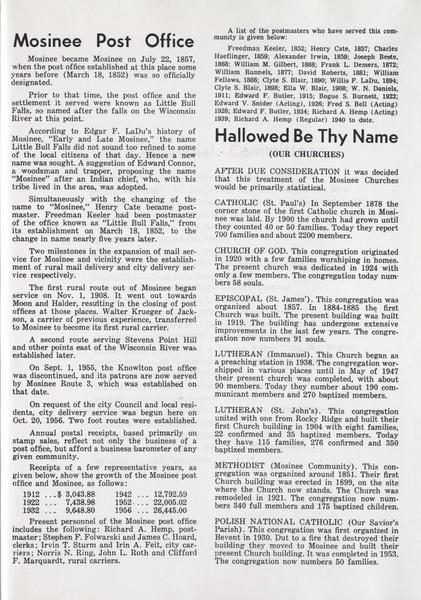 Mosinee Post Office
Mosinee became Mosinee on July 22, 1857,
when the post office established at this place some
years before (March 18, 1852) was so officially
designated.
Prior to that time, the post office and the
settlement it served were known as Little Bull
Falls, so named after the falls on the Wisconsin
River at this point.
According to Edgar F. LaDu's history of
Mosinee, "Early and Late Mosinee," the name
Little Bull Falls did not sound too refined to some
of the local citizens of that day. Hence a new
name was sought. A suggestion of Edward Connor,
a woodsman and trapper, proposing the name
"Mosinee" after an Indian chief, who, with his
tribe lived in the area, was adopted.
Simultaneously with the changing of the
name to "Mosinee," Henry Cate became post-
master. Freedman Keeler had been postmaster
of the office known as "Little Bull Falls," from
its establishment on March 18, 1852, to the
change in name nearly five years later.
Two milestones in the expansion of mail ser-
vice for Mosinee and vicinity were the establish-
ment of rural mail delivery and city delivery ser-
vice respectively.
The first rural route out of Mosinee began
service on Nov. 1, 1908. It went out towards
Moon and Halder, resulting in the closing of post
offices at those places. Walter Krueger of Jack-
son, a carrier of previous experience, transferred
to Mosinee to become its first rural carrier.
A second route serving Stevens Point Hill
and other points east of the Wisconsin River was
established later.
On Sept. 1, 1955, the Knowlton post office
was discontinued, and its patrons are now served
by Mosinee Route 3, which was established on
that date.
On request of the city Council and local resi-
dents, city delivery service was begun here on
Oct. 20, 1956. Two foot routes were established.
Annual postal receipts, based primarily on
stamp sales, reflect not only the business of a
post office, but afford a business barometer of any
given community.
Receipts of a few representative years, as
given below, show the growth of the Mosinee post
office and Mosinee, as follows:
1912 ... $ 3,043.88 1942 ... 12,792.59
1922 ... 7,438.98 1952 ... 22,005.02
1932 ... 9,648.80 1956 ... 26,445.00
Present personnel of the Mosinee post office
includes the following: Richard A. Hemp, post-
master; Stephen F. Folwarski and James C. Hoard,
clerks; Irvin T. Sturm and Irin A. Feit, city car-
riers; Norris N. Ring, John L. Roth and Clifford
F. Marquardt, rural carriers.
A list of the postmasters who have served this com-
munity is given below:
Freedman Keeler, 1852; Henry Cate, 1857; Charles
Haeflinger, 1859; Alexander Irwin, 1859; Joseph Beste,
1868; William M. Gilbert, 1868; Frank L. Demers, 1872;
William Runnels, 1877; David Roberts, 1881; William
Fellows, 1886; Clyte S. Blair, 1890; Willis F. LaDu, 1894;
Clyte S. Blair, 1898; Ella W. Blair, 1908; W. N. Daniels,
1911; Edward F. Butler, 1915; Bogue S. Burnett, 1922;
Edward V. Snider (Acting), 1926; Fred S. Bell (Acting)
1928; Edward F. Butler, 1934; Richard A. Hemp (Acting)
1939; Richard A. Hemp (Regular) 1940 to date.
Hallowed Be Thy Name
(OUR CHURCHES)
AFTER DUE CONSIDERATION it was decided
that this treatment of the Mosinee Churches
would be primarily statistical.
CATHOLIC (St. Paul's) In September 1878 the
corner stone of the first Catholic church in Mosi-
nee was laid. By 1900 the church had grown until
they counted 40 or 50 families. Today they report
700 families and about 2200 members.
CHURCH OF GOD. This congregation originated
in 1920 with a few families worshiping in homes.
The present church was dedicated in 1924 with
only a few members. The congregation today num-
bers 58 souls.
EPISCOPAL (St. James'). This congregation was
organized about 1857. In 1884-1885 the first
Church was built. The present building was built
in 1919. The building has undergone extensive
improvements in the last few years. The congre-
gation now numbers 91 souls.
LUTHERAN (Immanuel). This Church began as
a preaching station in 1936. The congregation wor-
shipped in various places until in May of 1947
their present church was completed, with about
90 members. Today they number about 190 com-
municant members and 270 baptized members.
LUTHERAN (St. John's). This congregation
united with one from Rocky Ridge and built their
first Church building in 1904 with eight families,
22 confirmed and 35 baptized members. Today
they have 115 families, 276 confirmed and 350
baptized members.
METHODIST (Mosinee Community). This con-
gregation was organized around 1851. Their first
Church building was erected in 1899, on the site
where the Church now stands. The Church was
remodeled in 1921. The congregation now num-
bers 340 full members and 175 baptized children.
POLISH NATIONAL CATHOLIC (Our Savior's
Parish). This congregation was first organized in
Bevent in 1930. Due to a fire that destroyed their
building they moved to Mosinee and built their
present Church building. It was completed in 1953.
The congregation now numbers 50 families.